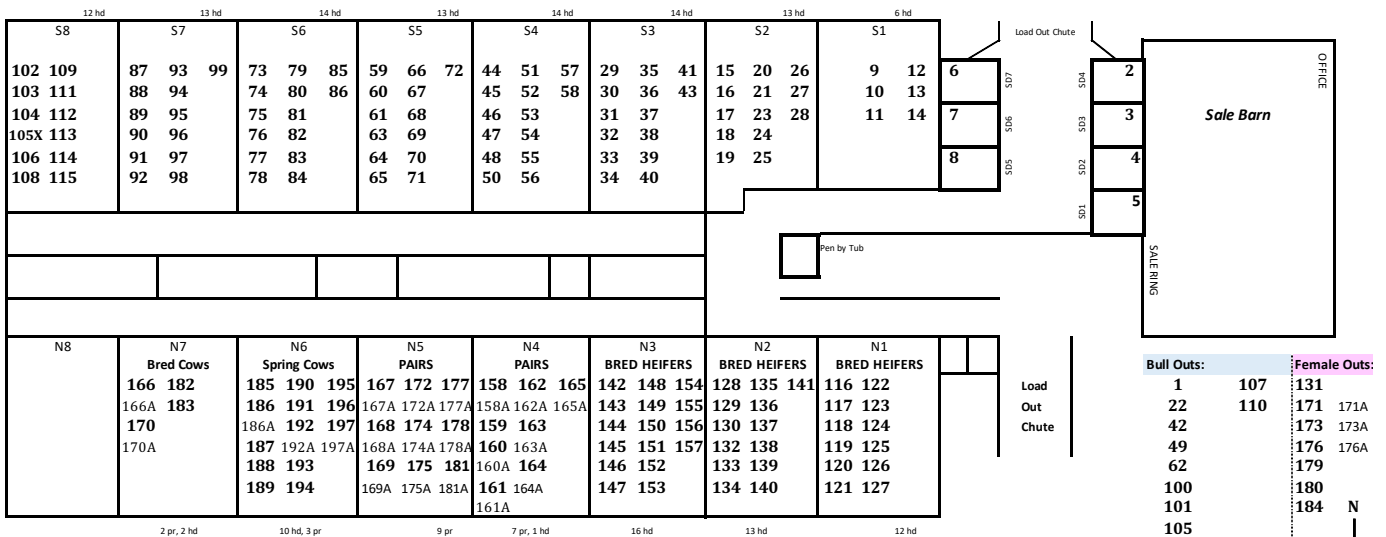 12 hd 13 hd 14 hd 13 hd 14 hd 14 hd 13 hd 6 hd
S8 S7 S6 S5 S4 S3 S2 S1
Load Out Chute
102 109 87 93 99 73 79 85 59 66 72 44 51 57 29 35 41 15 20 26 9 12 6 2
103 111 88 94 74 80 86 60 67 45 52 58 30 36 43 16 21 27 10 13
104 112 89 95 75 81 61 68 46 53 31 37 17 23 28 11 14 7 3
105X 113 90 96 76 82 63 69 47 54 32 38 18 24
106 114 91 97 77 83 64 70 48 55 33 39 19 25 8 4
108 115 92 98 78 84 65 71 50 56 34 40
5
SD7
SD6
SD5
SD4
SD3
SD2
SD1
Sale Barn
OFFICE
SALE RING
Pen by Tub
N8 N7 N6 N5 N4 N3 N2 N1
Bred Cows Spring Cows PAIRS PAIRS BRED HEIFERS BRED HEIFERS BRED HEIFERS
166 182 185 190 195 167 172 177 158 162 165 142 148 154 128 135 141 116 122
166A 183 186 191 196 167A 172A 177A 158A 162A 165A 143 149 155 129 136 117 123
170 186A 192 197 168 174 178 159 163 144 150 156 130 137 118 124
170A 187 192A 197A 168A 174A 178A 160 163A 145 151 157 132 138 119 125
188 193 169 175 181 160A 164 146 152 133 139 120 126
189 194 169A 175A 181A 161 164A 147 153 134 140 121 127
161A
2 pr, 2 hd 10 hd, 3 pr 9 pr 7 pr, 1 hd 16 hd 13 hd 12 hd
Load
Out
Chute
Bull Outs: Female Outs:
1 107 131
22 110 171 171A
42 173 173A
49 176 176A
62 179
100 180
101 184 N
105